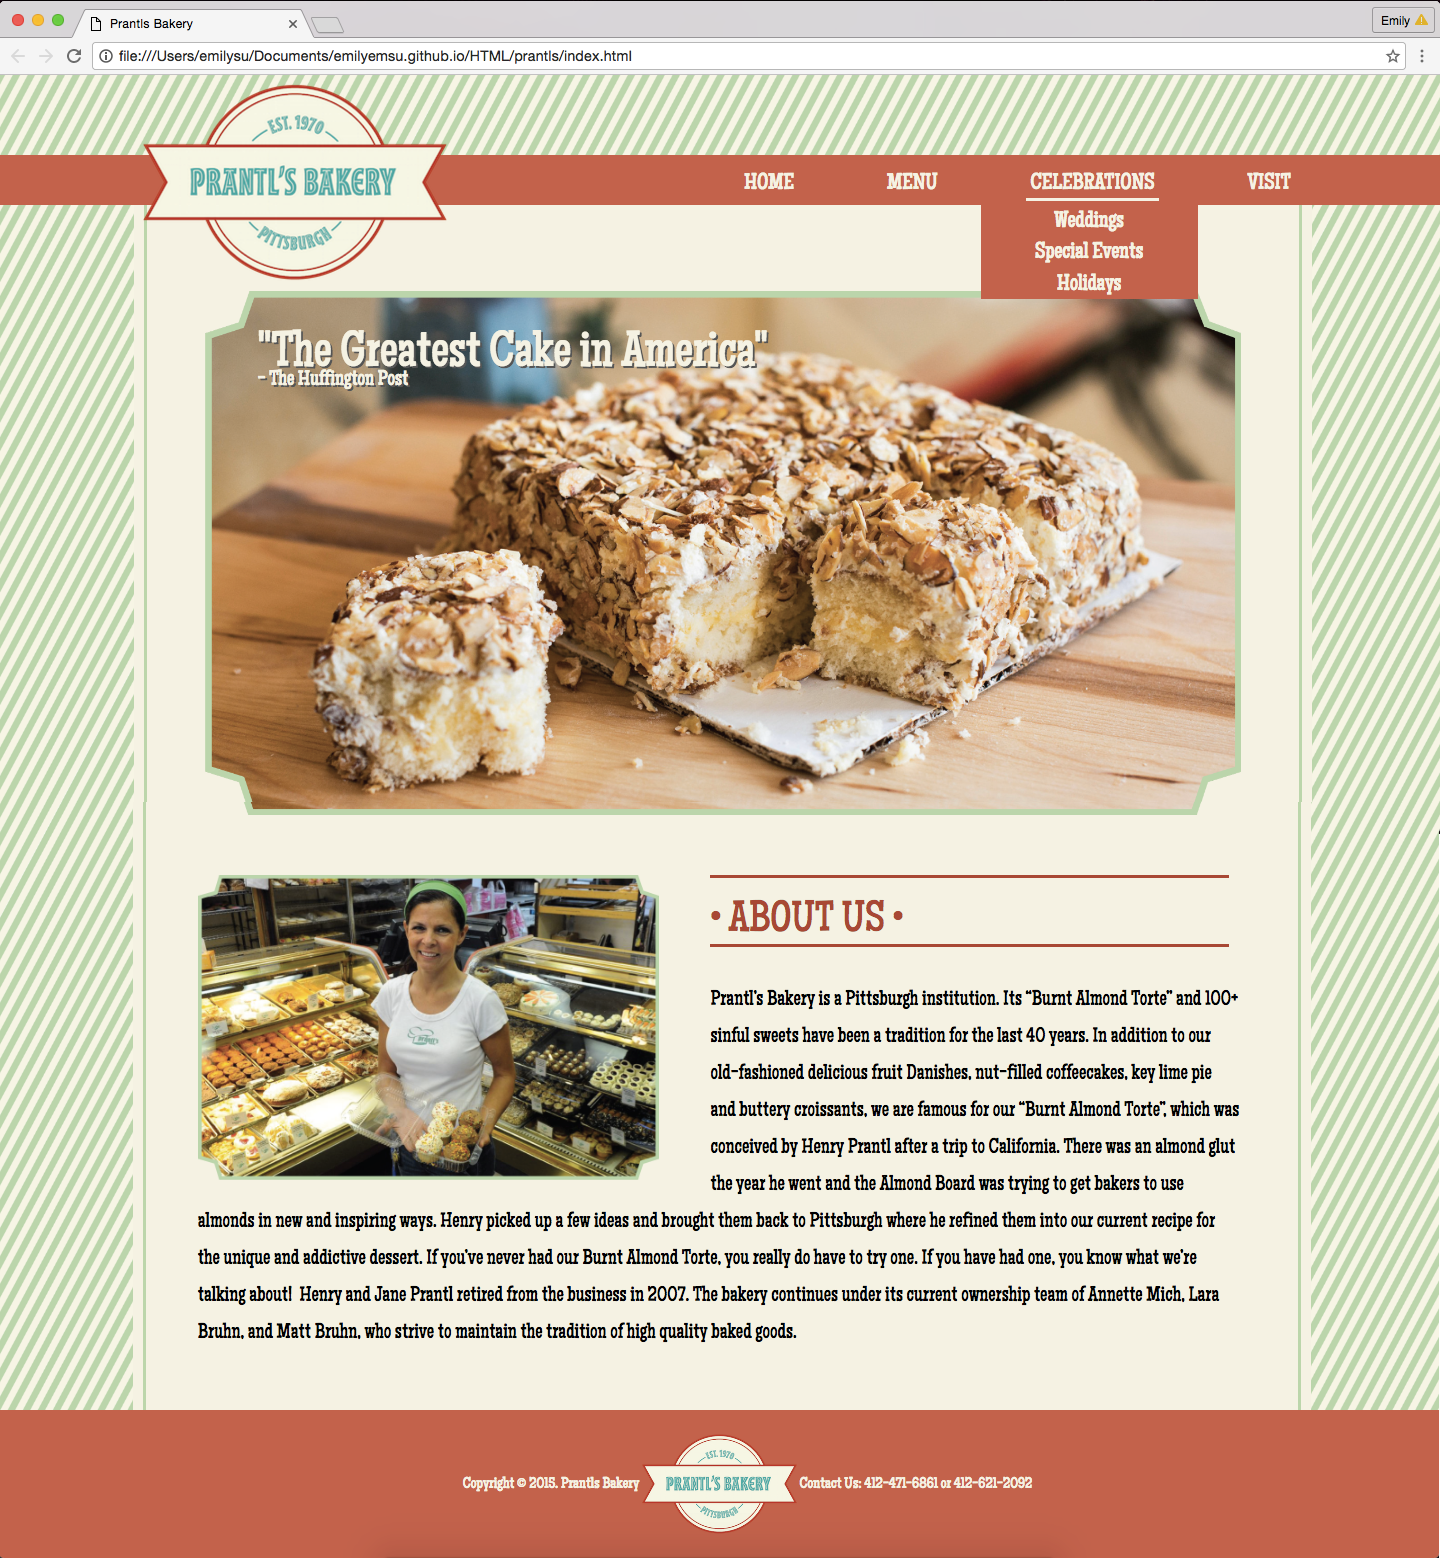 Prantls Bakery
Emily
file:///Users/emilysu/Documents/emilyemsu.github.io/HTML/prantls/index.html
EST. 1970
PRANTL'S BAKERY
PITTSBURGH
HOME MENU CELEBRATIONS VISIT
Weddings
Special Events
Holidays
"The Greatest Cake in America"
- The Huffington Post
• ABOUT US •
Prantl's Bakery is a Pittsburgh institution. Its “Burnt Almond Torte” and 100+
sinful sweets have been a tradition for the last 40 years. In addition to our
old-fashioned delicious fruit Danishes, nut-filled coffeecakes, key lime pie
and buttery croissants, we are famous for our “Burnt Almond Torte”, which was
conceived by Henry Prantl after a trip to California. There was an almond glut
the year he went and the Almond Board was trying to get bakers to use
almonds in new and inspiring ways. Henry picked up a few ideas and brought them back to Pittsburgh where he refined them into our current recipe for
the unique and addictive dessert. If you've never had our Burnt Almond Torte, you really do have to try one. If you have had one, you know what we're
talking about!  Henry and Jane Prantl retired from the business in 2007. The bakery continues under its current ownership team of Annette Mich, Lara
Bruhn, and Matt Bruhn, who strive to maintain the tradition of high quality baked goods.
EST. 1970
Copyright © 2015. Prantls Bakery PRANTL'S BAKERY Contact Us: 412-471-6861 or 412-621-2092
PITTSBURGH